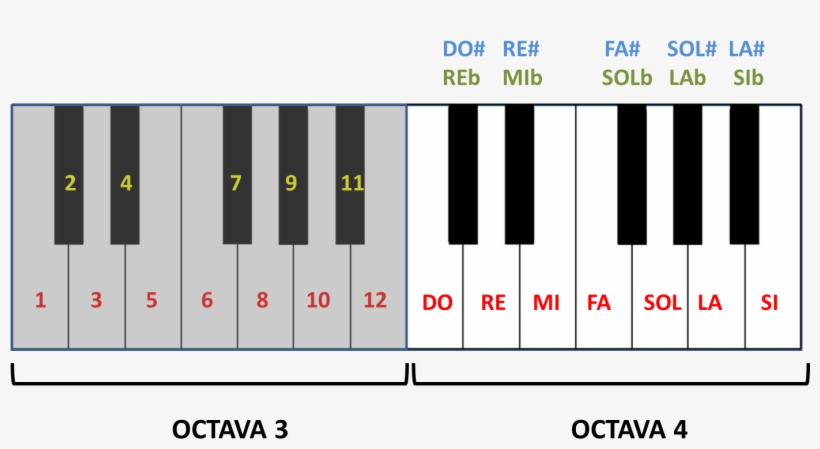 DO# RE# FA# SOL# LA#
REb MIb SOLb LAb SIb
2 4 7 9 11
1 3 5 6 8 10 12 DO RE MI FA SOL LA SI
OCTAVA 3 OCTAVA 4